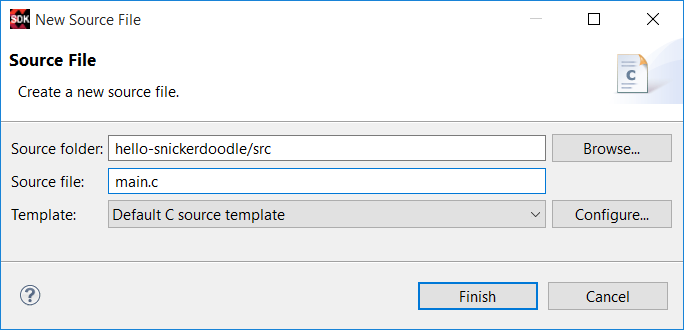 SDK New Source File
Source File
Create a new source file.
C
Source folder: hello-snickerdoodle/src Browse...
Source file: main.c
Template: Default C source template Configure...
? Finish Cancel